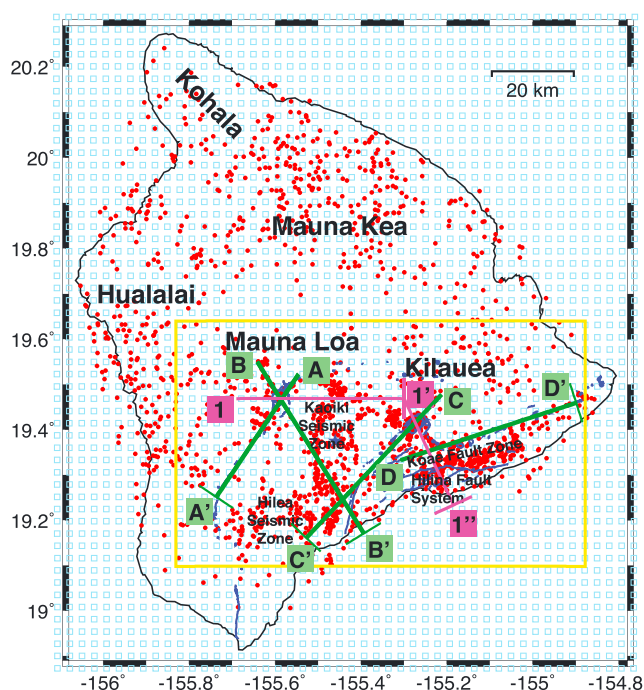 20.2°
20°
19.8°
19.6°
19.4°
19.2°
19°
20 km
Kohala
Mauna Kea
Hualalai
Mauna Loa
Kilauea
B
A
1
1'
C
D'
Kaoiki
Seismic
Zone
Koae Fault Zone
D
Hilina Fault
System
A'
Hilea
Seismic
Zone
1''
B'
C'
-156°
-155.8°
-155.6°
-155.4°
-155.2°
-155°
-154.8